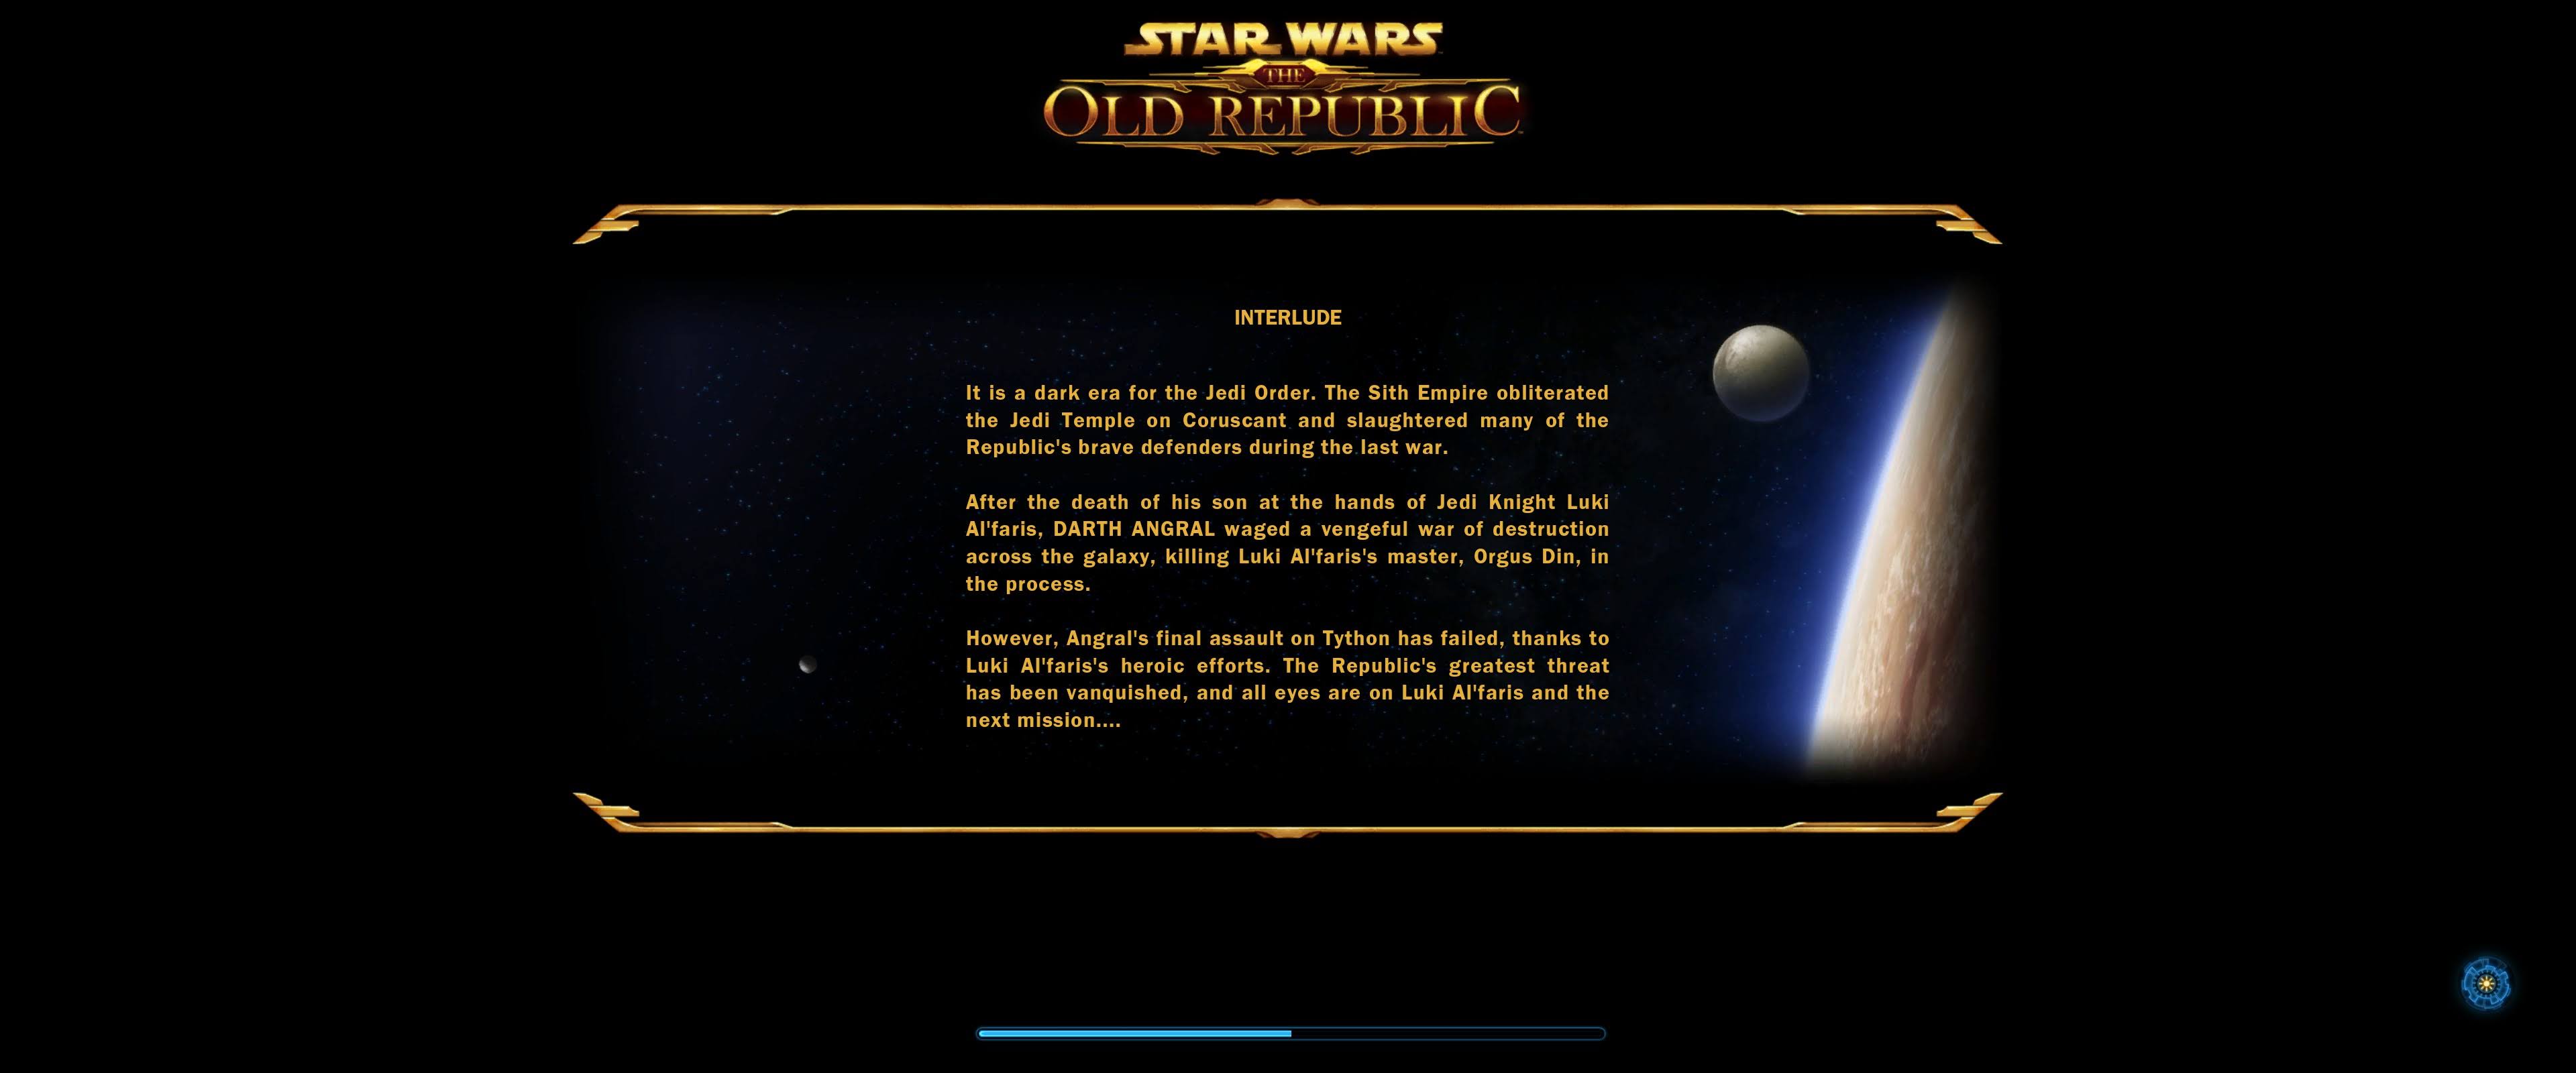 STAR WARS
THE
OLD REPUBLIC
INTERLUDE
It is a dark era for the Jedi Order. The Sith Empire obliterated
the Jedi Temple on Coruscant and slaughtered many of the
Republic's brave defenders during the last war.
After the death of his son at the hands of Jedi Knight Luki
Al'faris, DARTH ANGRAL waged a vengeful war of destruction
across the galaxy, killing Luki Al'faris's master, Orgus Din, in
the process.
However, Angral's final assault on Tython has failed, thanks to
Luki Al'faris's heroic efforts. The Republic's greatest threat
has been vanquished, and all eyes are on Luki Al'faris and the
next mission....